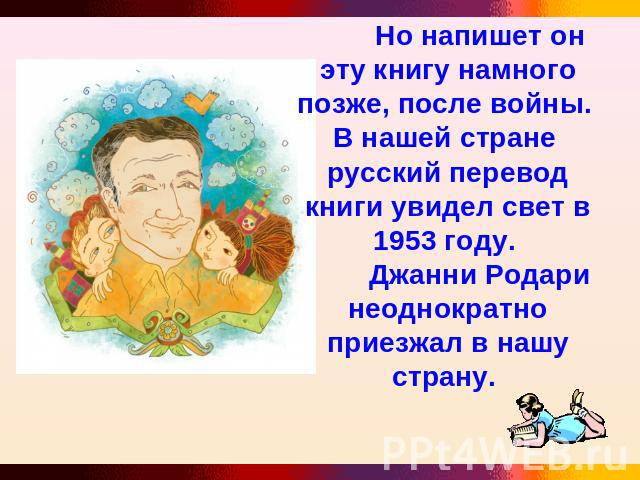 Но напишет он
эту книгу намного
позже, после войны.
В нашей стране
русский перевод
книги увидел свет в
1953 году.
Джанни Родари
неоднократно
приезжал в нашу
страну.
PPt4WEB.ru